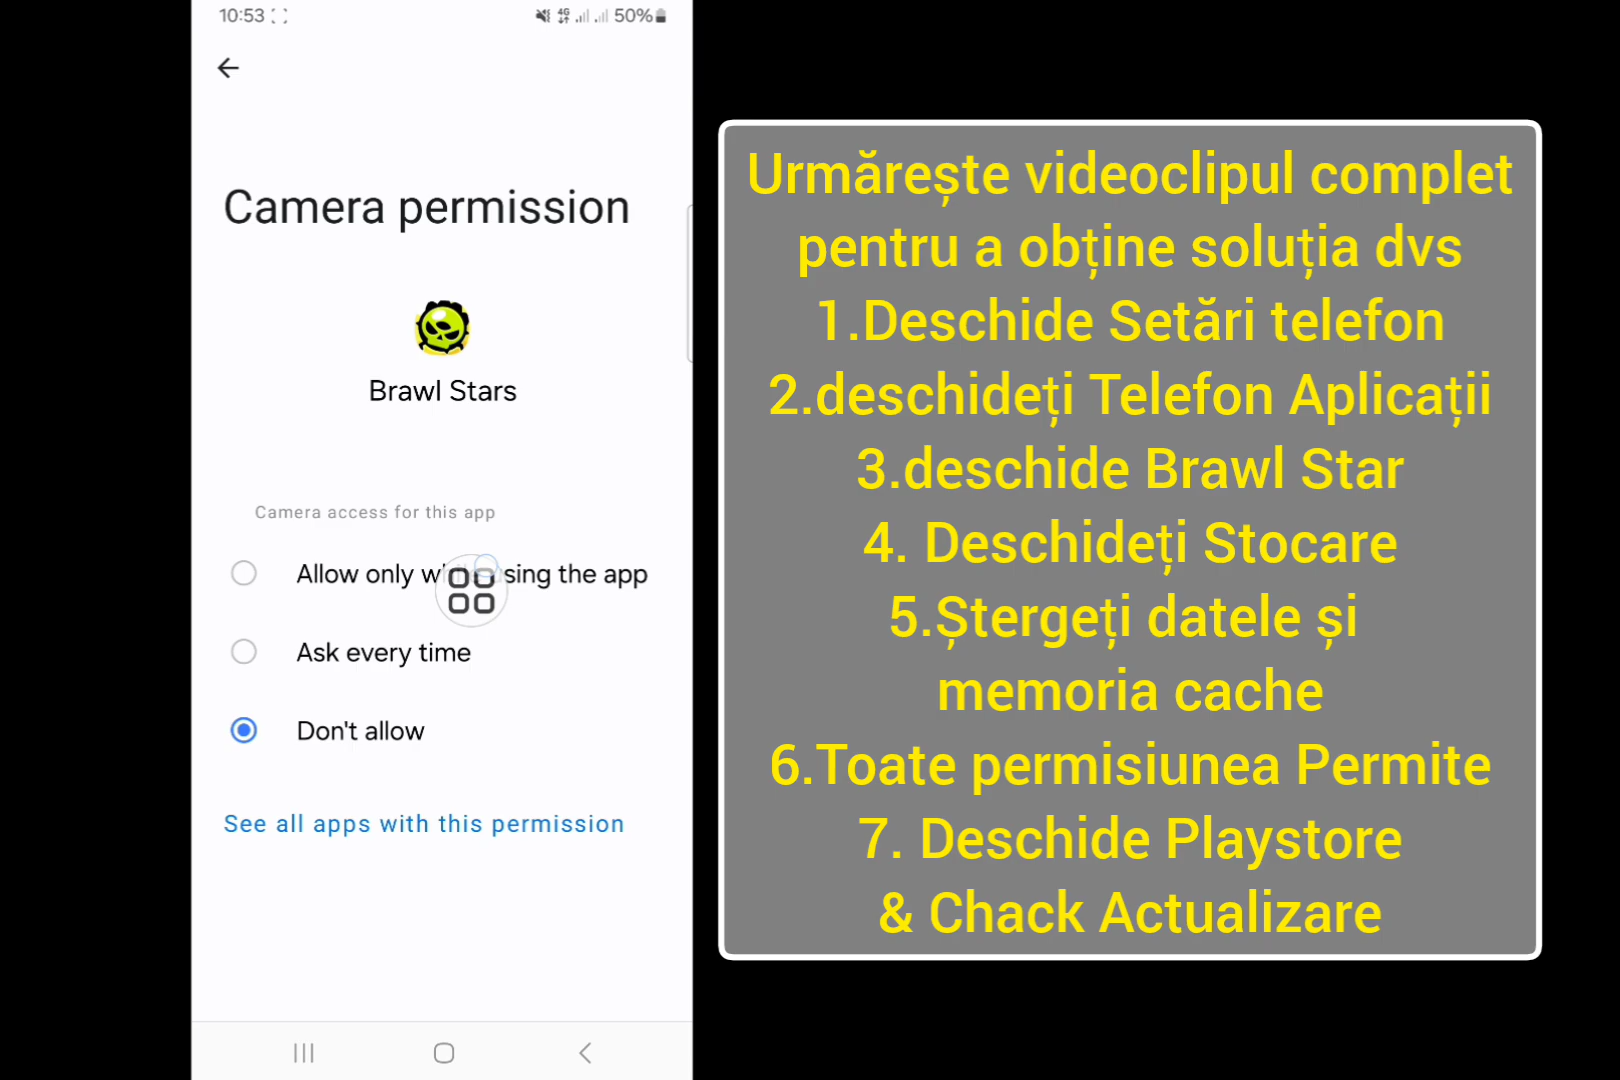 10:53
4G
50%
Camera permission
Brawl Stars
Camera access for this app
Allow only while using the app
Ask every time
Don't allow
See all apps with this permission
Urmărește videoclipul complet
pentru a obține soluția dvs
1.Deschide Setări telefon
2.deschideți Telefon Aplicații
3.deschide Brawl Star
4. Deschideți Stocare
5.Ștergeți datele și
memoria cache
6.Toate permisiunea Permite
7. Deschide Playstore
& Chack Actualizare